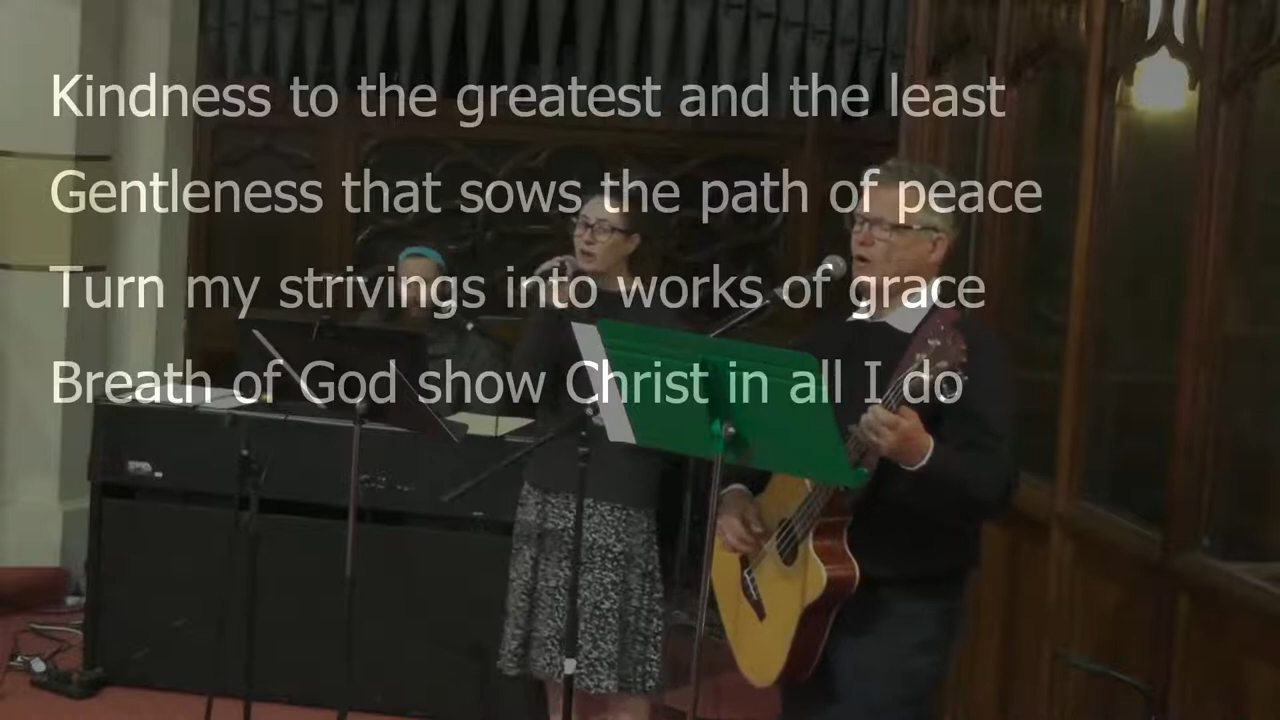 Kindness to the greatest and the least
Gentleness that sows the path of peace
Turn my strivings into works of grace
Breath of God show Christ in all I do